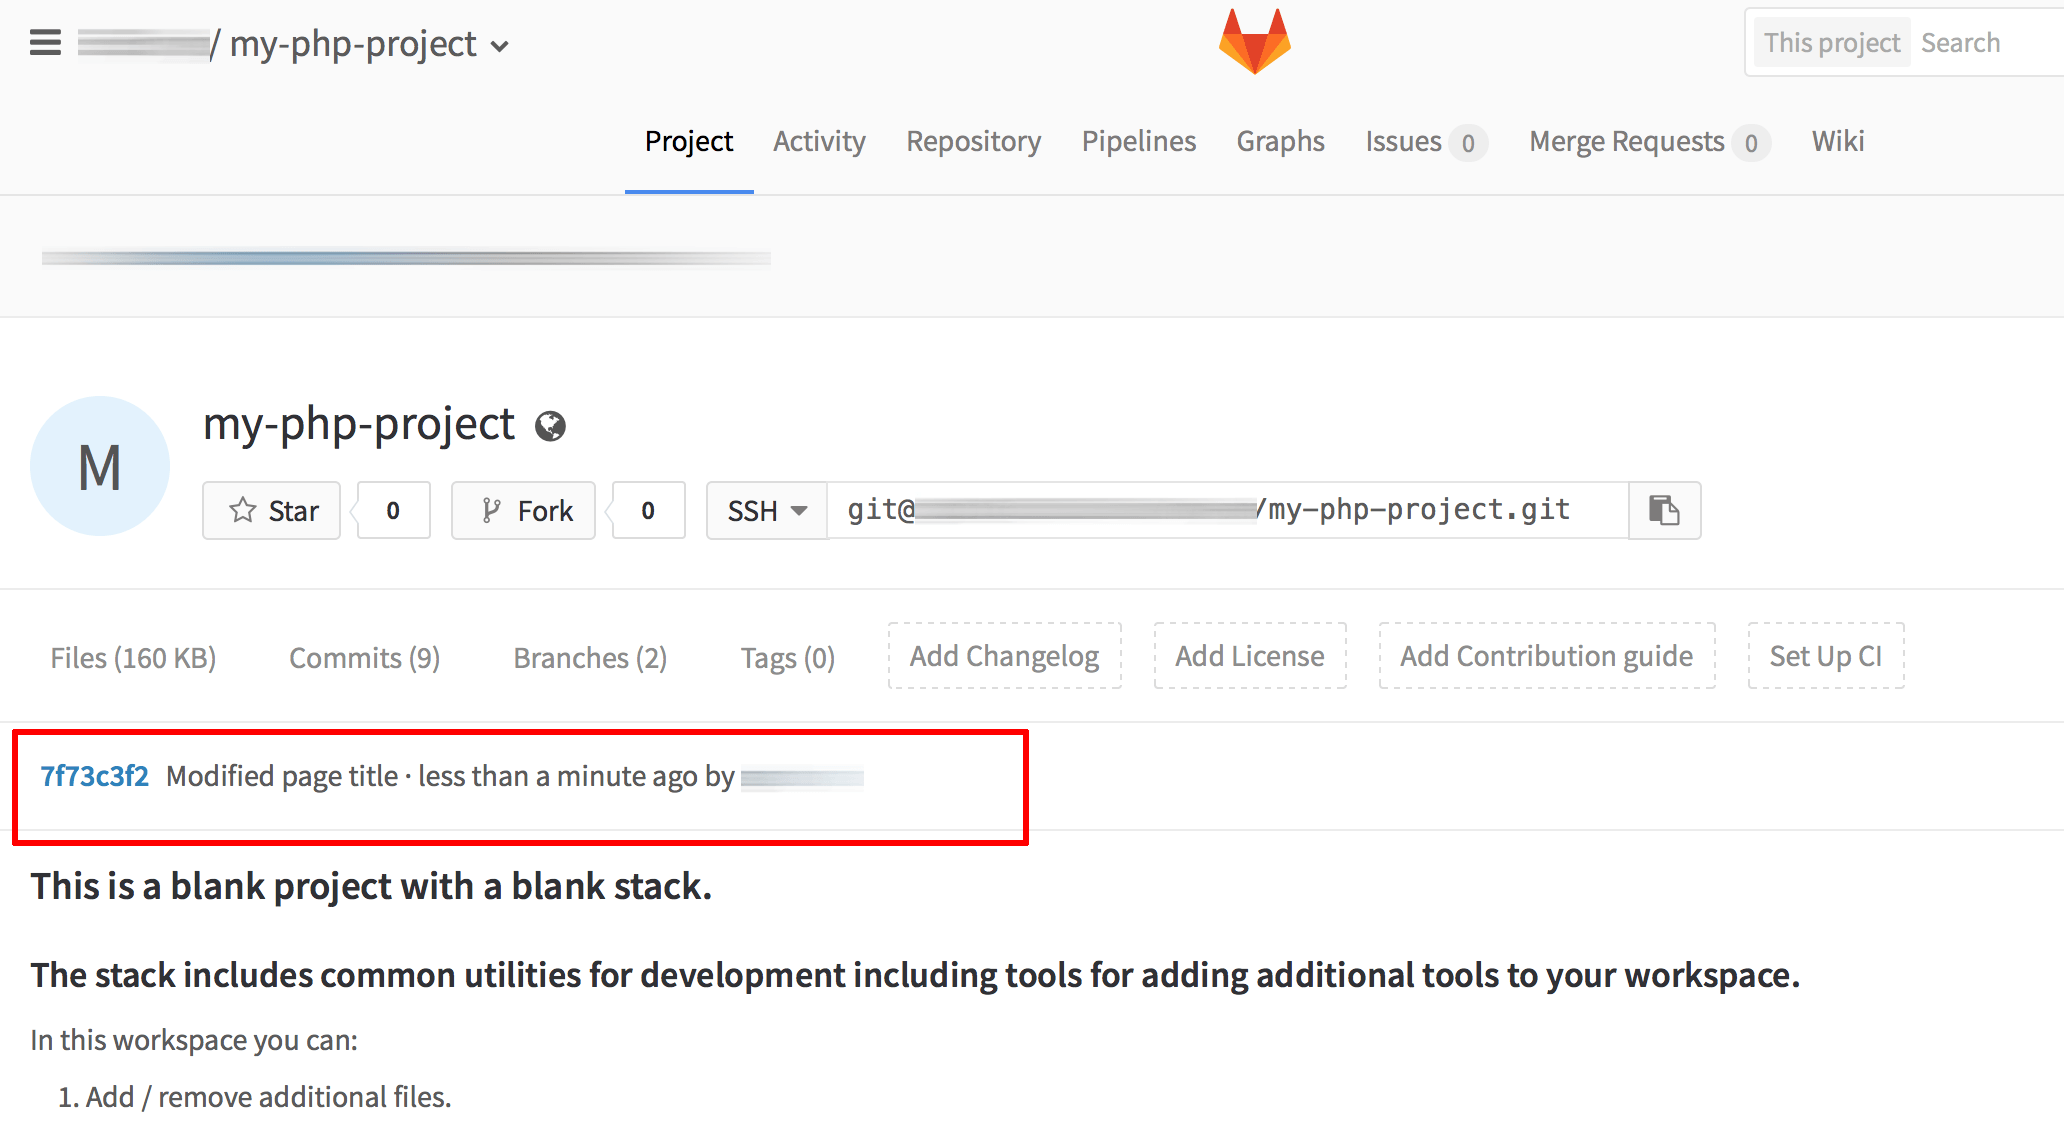 / my-php-project
This project Search
Project Activity Repository Pipelines Graphs Issues 0 Merge Requests 0 Wiki
M
my-php-project
Star 0 Fork 0 SSH git@ /my-php-project.git
Files (160 KB) Commits (9) Branches (2) Tags (0) Add Changelog Add License Add Contribution guide Set Up CI
7f73c3f2 Modified page title · less than a minute ago by
This is a blank project with a blank stack.
The stack includes common utilities for development including tools for adding additional tools to your workspace.
In this workspace you can:
1. Add / remove additional files.